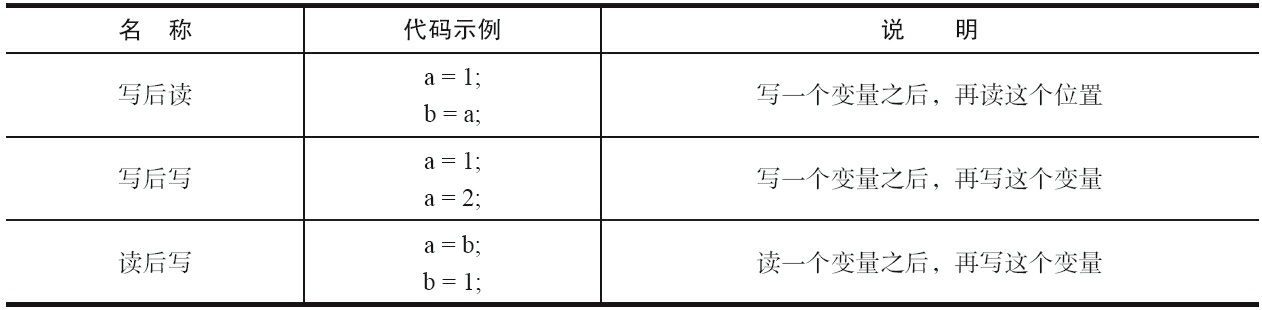 名 称 代码示例 说 明
写后读 a = 1; 写一个变量之后，再读这个位置
b = a;
写后写 a = 1; 写一个变量之后，再写这个变量
a = 2;
读后写 a = b; 读一个变量之后，再写这个变量
b = 1;